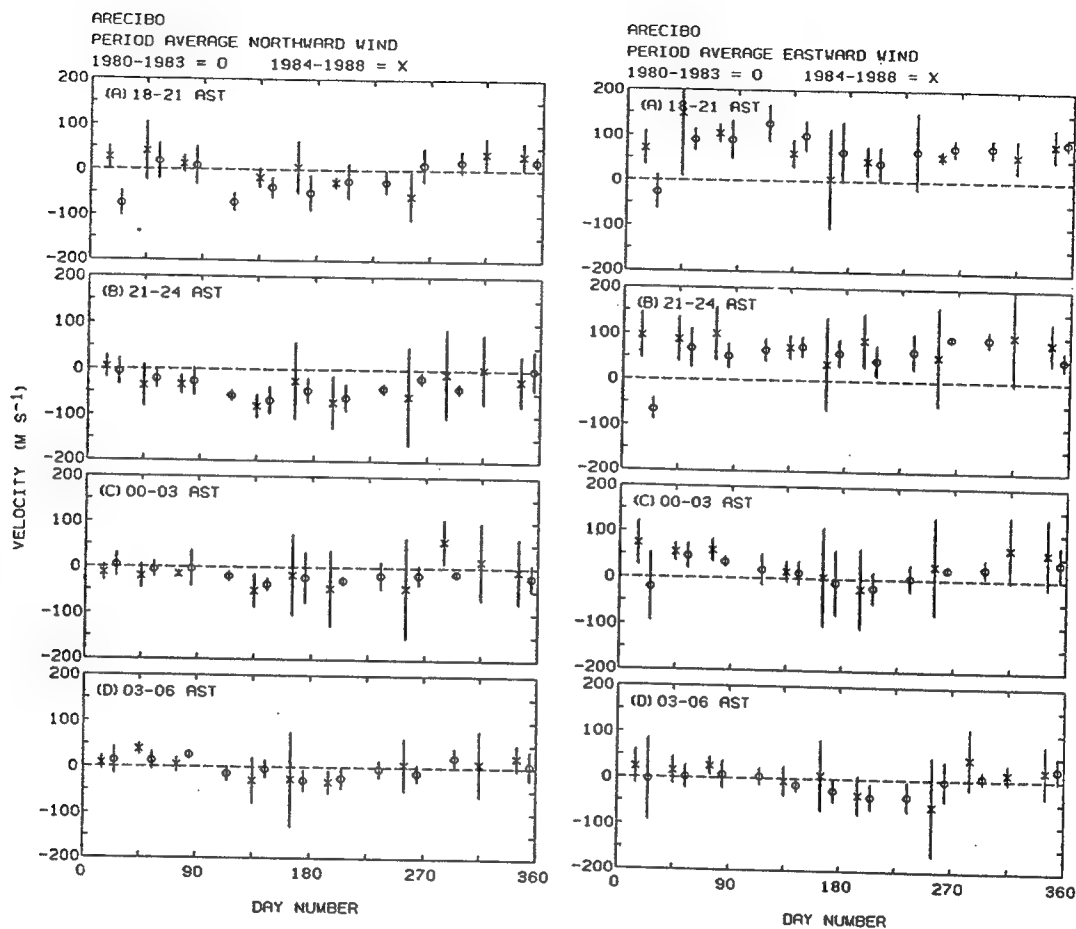 ARECIBO
PERIOD AVERAGE NORTHWARD WIND
1980-1983 = O 1984-1988 = X
200
(A) 18-21 AST
100
0
-100
-200
200
(B) 21-24 AST
100
0
-100
-200
200
(C) 00-03 AST
100
0
-100
-200
200
(D) 03-06 AST
100
0
-100
-200
0 90 180 270 360
DAY NUMBER
VELOCITY (M S⁻¹)
ARECIBO
PERIOD AVERAGE EASTWARD WIND
1980-1983 = O 1984-1988 = X
200
(A) 18-21 AST
100
0
-100
-200
200
(B) 21-24 AST
100
0
-100
-200
200
(C) 00-03 AST
100
0
-100
-200
200
(D) 03-06 AST
100
0
-100
-200
0 90 180 270 360
DAY NUMBER